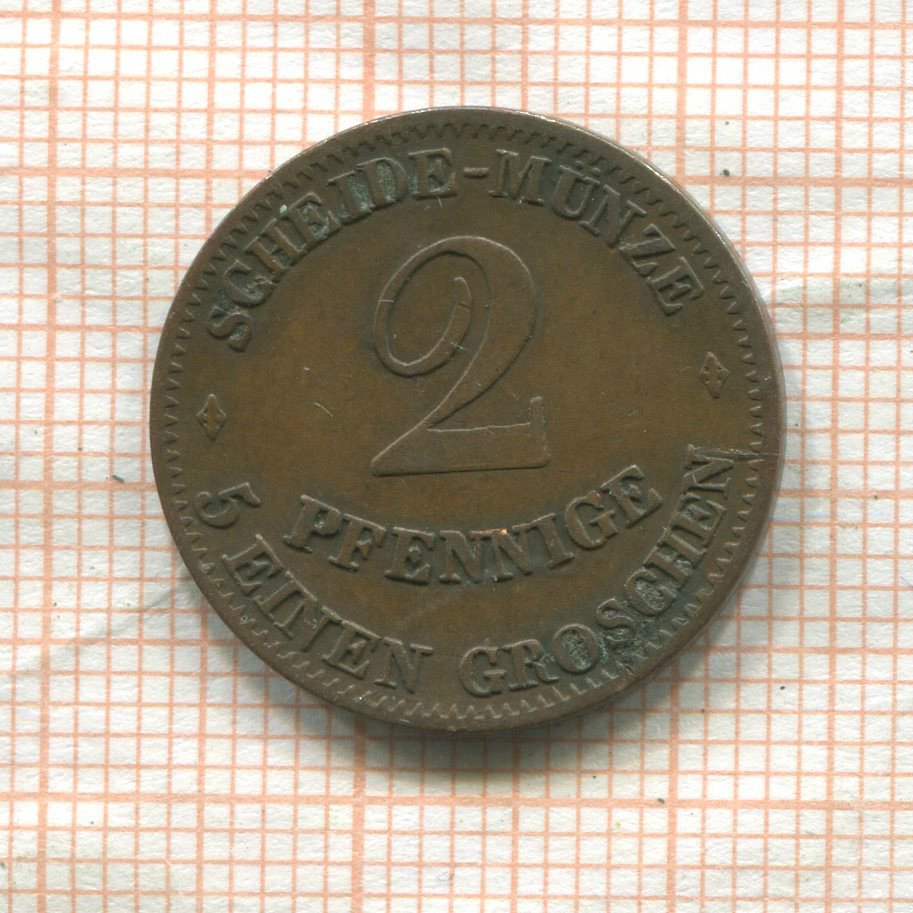 SCHEIDE-MÜNZE
2
PFENNIGE
5 EINEN GROSCHEN